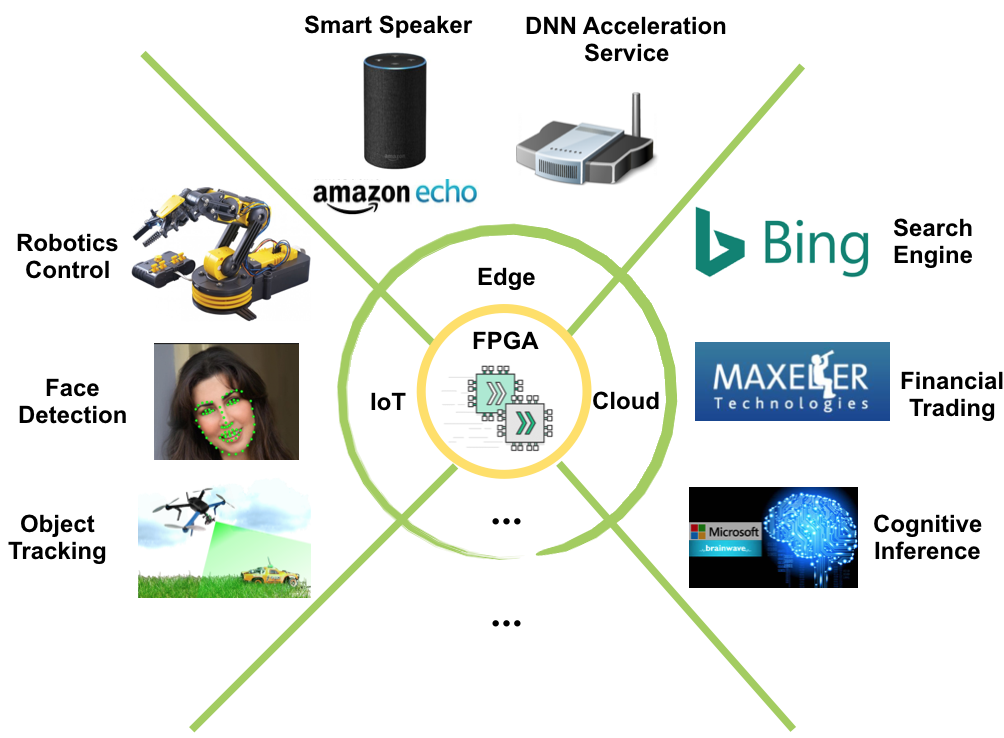 Smart Speaker
DNN Acceleration
Service
amazon echo
Robotics
Control
Bing
Search
Engine
Edge
FPGA
Face
Detection
IoT
Cloud
MAXELER
Technologies
Financial
Trading
Object
Tracking
...
Microsoft
...brainwave...
Cognitive
Inference
...